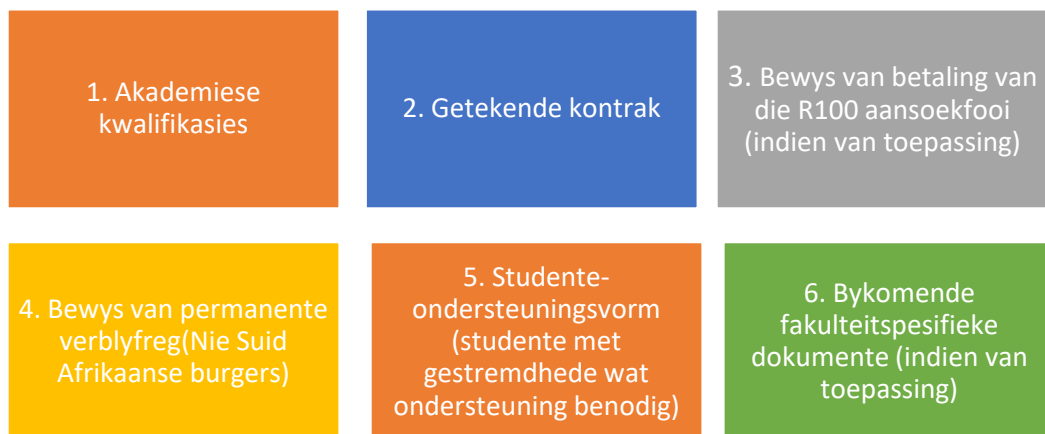 1. Akademiese
kwalifikasies
2. Getekende kontrak
3. Bewys van betaling van
die R100 aansoekfooi
(indien van toepassing)
4. Bewys van permanente
verblyfreg(Nie Suid
Afrikaanse burgers)
5. Studente-
ondersteuningsvorm
(studente met
gestremdhede wat
ondersteuning benodig)
6. Bykomende
fakulteitspesifieke
dokumente (indien van
toepassing)